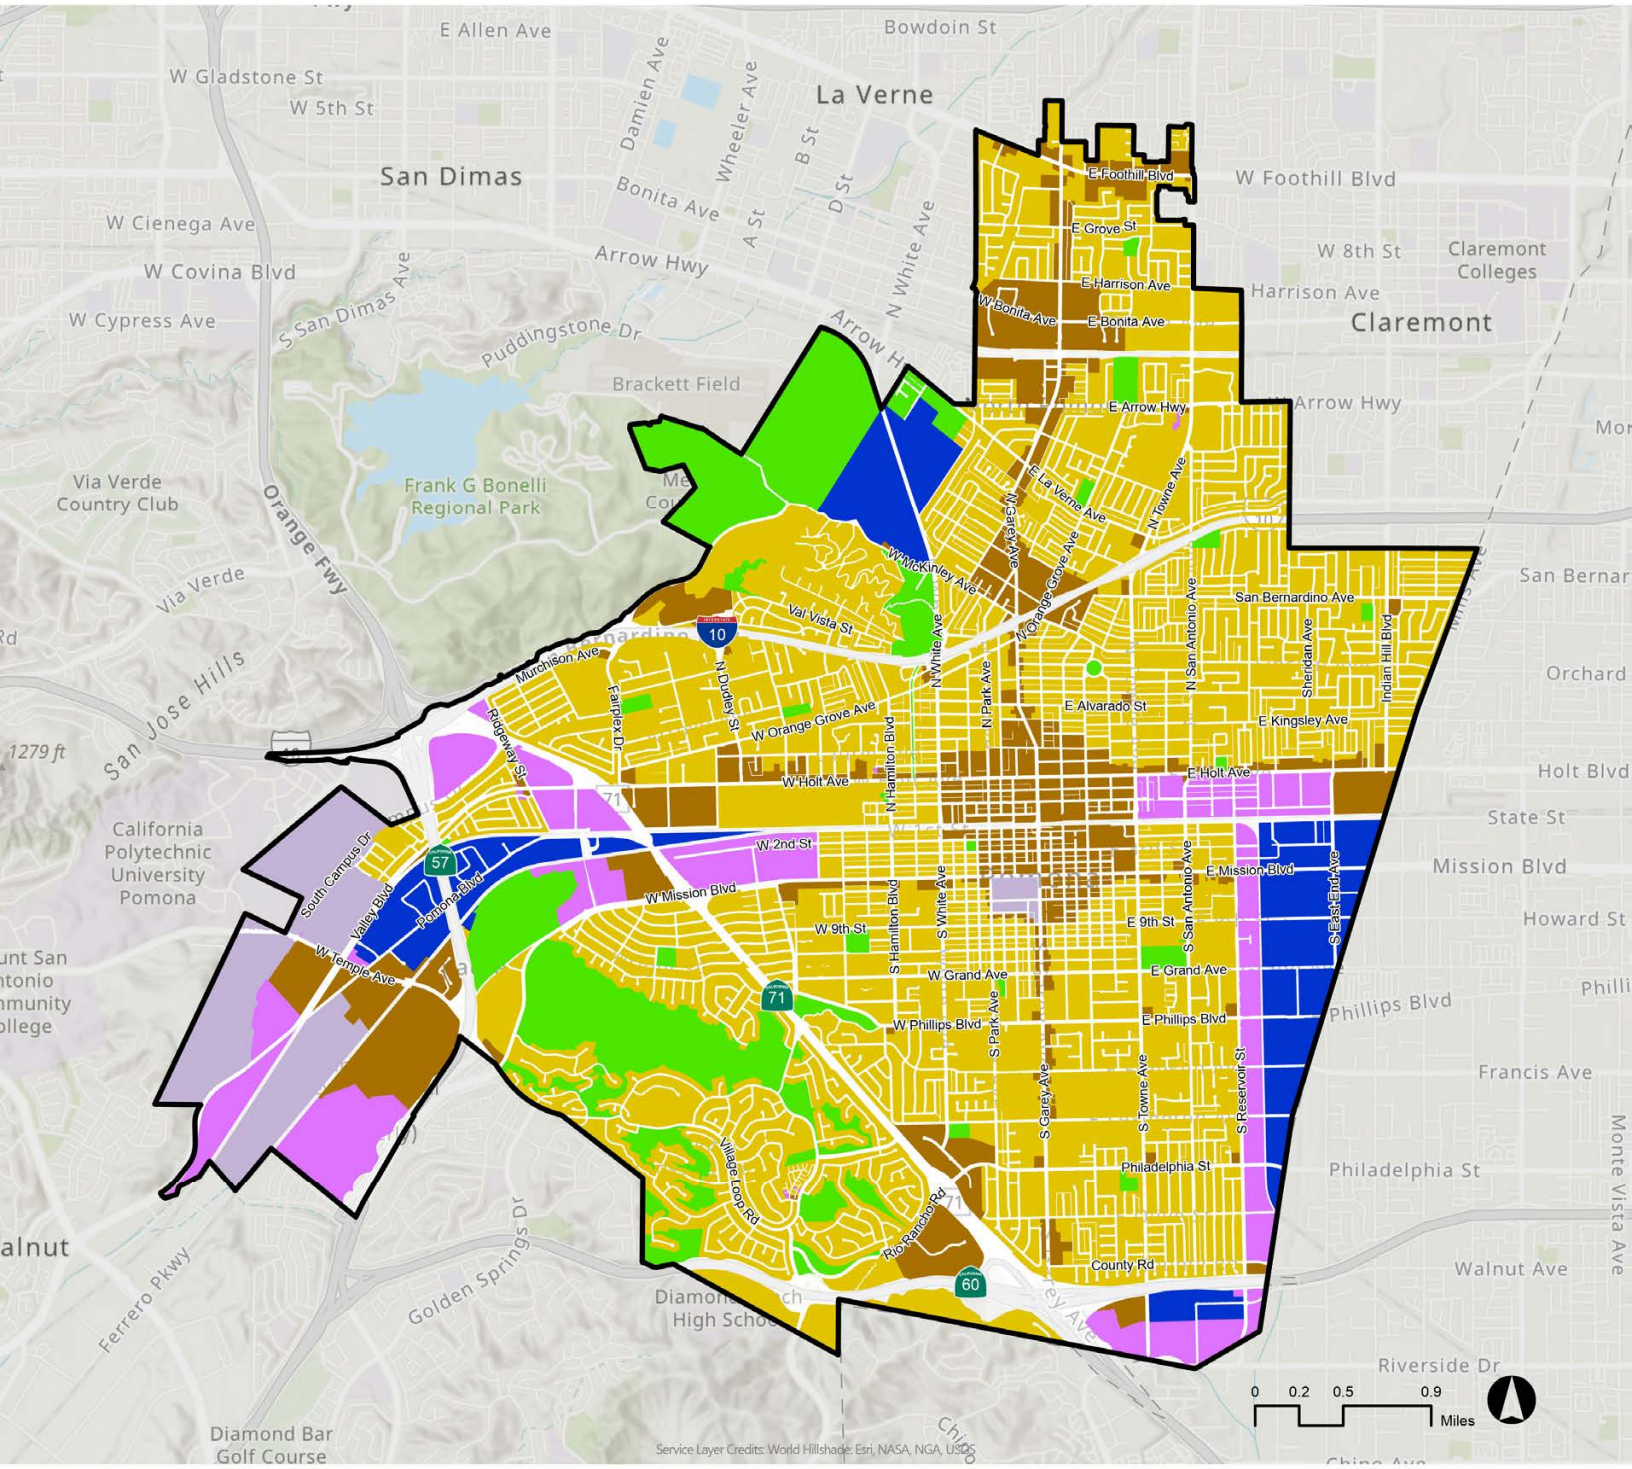 E Allen Ave
Bowdoin St
W Gladstone St
W 5th St
Damien Ave
Wheeler Ave
La Verne
B St
San Dimas
Bonita Ave
D St
E Foothill Blvd
W Foothill Blvd
W Cienega Ave
A St
N White Ave
E Grove St
W 8th St
Claremont
Colleges
Arrow Hwy
W Covina Blvd
S San Dimas Ave
E Harrison Ave
Harrison Ave
W Cypress Ave
Puddingstone Dr
W Bonita Ave
E Bonita Ave
Claremont
Brackett Field
E Arrow Hwy
Arrow Hwy
Via Verde
Country Club
Frank G Bonelli
Regional Park
Orange Fwy
N Garey Ave
E La Verne Ave
N Towne Ave
W McKinley Ave
N Orange Grove Ave
Via Verde
San Bernar
San Bernardino Ave
Val Vista St
INTERSTATE
10
Murchison Ave
N White Ave
N San Antonio Ave
Sheridan Ave
Indian Hill Blvd
San Jose Hills
Orchard
Fairplex Dr
N Dudley St
N Park Ave
E Alvarado St
W Orange Grove Ave
E Kingsley Ave
1279 ft
Ridgeway St
N Hamilton Blvd
W Holt Ave
E Holt Ave
Holt Blvd
71
State St
California
Polytechnic
University
Pomona
W 1st St
W 2nd St
57
South Campus Dr
Valley Blvd
Pomona Blvd
W Mission Blvd
E Mission Blvd
Mission Blvd
S Hamilton Blvd
S White Ave
S San Antonio Ave
S East End Ave
W 9th St
E 9th St
Howard St
W Temple Ave
W Grand Ave
E Grand Ave
71
W Phillips Blvd
E Phillips Blvd
Phillips Blvd
S Park Ave
S Garey Ave
S Towne Ave
S Reservoir St
Francis Ave
Village Loop Rd
Philadelphia St
Philadelphia St
Monte Vista Ave
71
Rio Rancho Rd
Golden Springs Dr
Ferrero Pkwy
County Rd
Walnut Ave
60
High Schoo
Riverside Dr
0 0.2 0.5 0.9
Miles
Diamond Bar
Golf Course
Chino
Service Layer Credits: World Hillshade: Esri, NASA, NGA, USGS